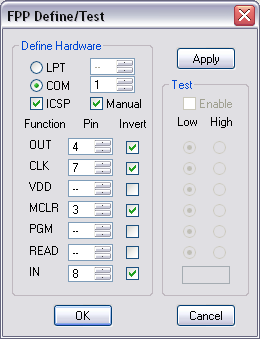 FPP Define/Test
Define Hardware
LPT --
COM 1
ICSP Manual
Function Pin Invert
OUT 4
CLK 7
VDD --
MCLR 3
PGM --
READ --
IN 8
OK
Apply
Test
Enable
Low High
Cancel